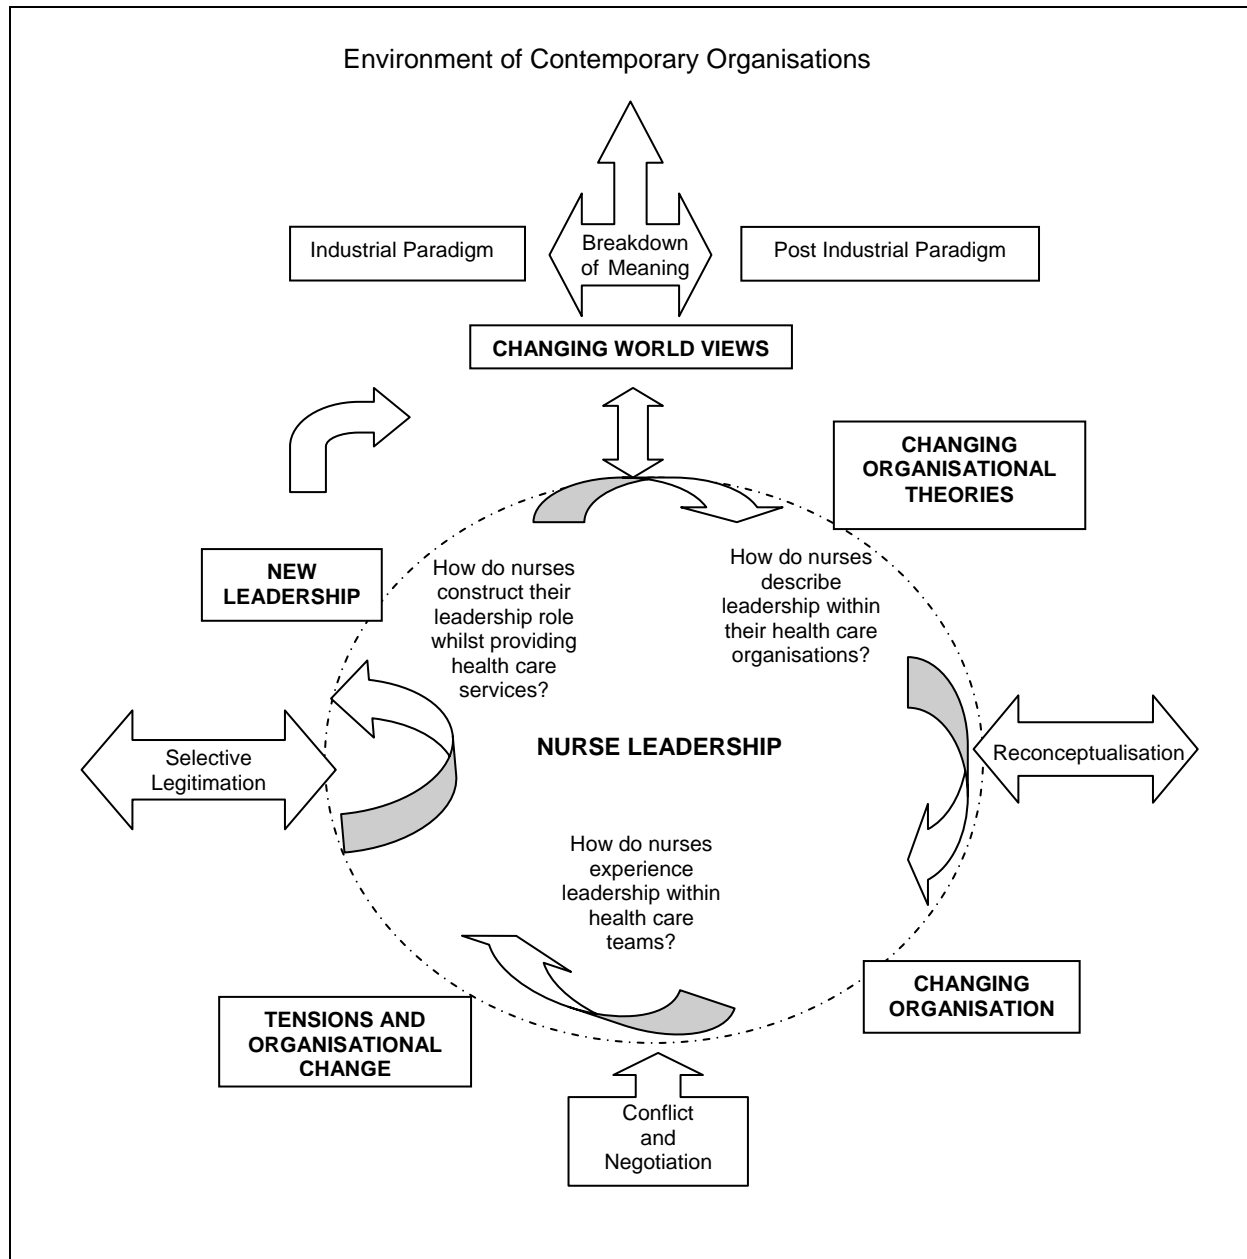 Environment of Contemporary Organisations
Industrial Paradigm
Breakdown
of Meaning
Post Industrial Paradigm
CHANGING WORLD VIEWS
CHANGING
ORGANISATIONAL
THEORIES
NEW
LEADERSHIP
How do nurses
construct their
leadership role
whilst providing
health care
services?
How do nurses
describe
leadership within
their health care
organisations?
NURSE LEADERSHIP
Selective
Legitimation
Reconceptualisation
How do nurses
experience
leadership within
health care
teams?
TENSIONS AND
ORGANISATIONAL
CHANGE
CHANGING
ORGANISATION
Conflict
and
Negotiation